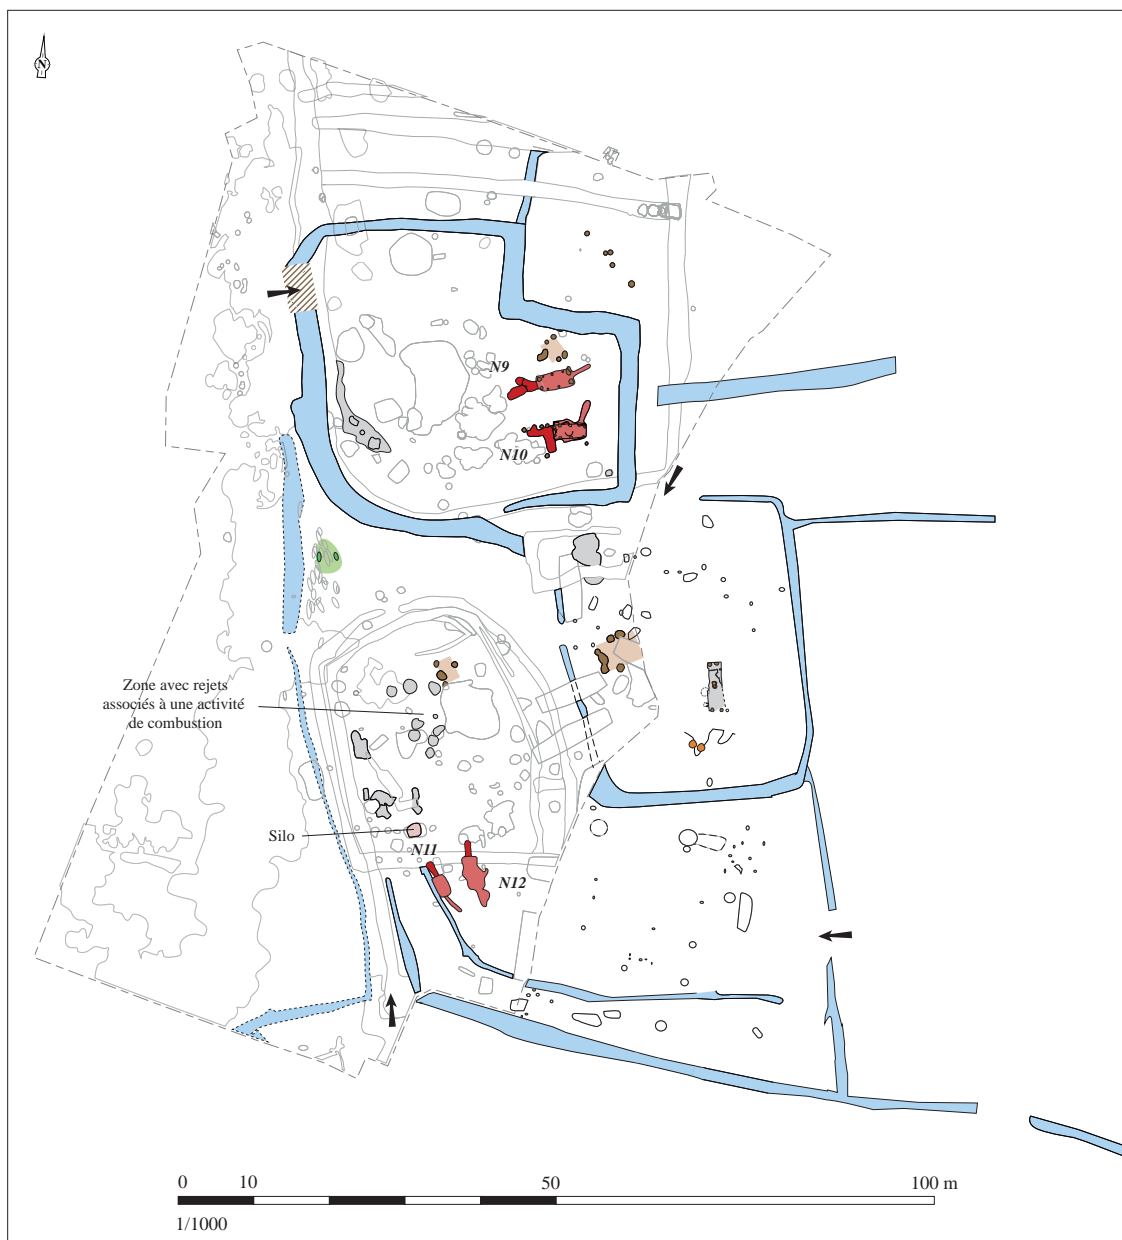 N
N9
N10
Zone avec rejets
associés à une activité
de combustion
Silo
N11
N12
0 10 50 100 m
1/1000